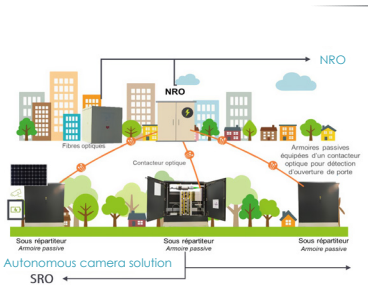 NRO
NRO
Fibres optiques
Armoires passives
équipées d'un contacteur
optique pour détection
d'ouverture de porte
Contacteur optique
Sous répartiteur
Armoire passive
Sous répartiteur
Armoire passive
Sous répartiteur
Armoire passive
Autonomous camera solution
SRO